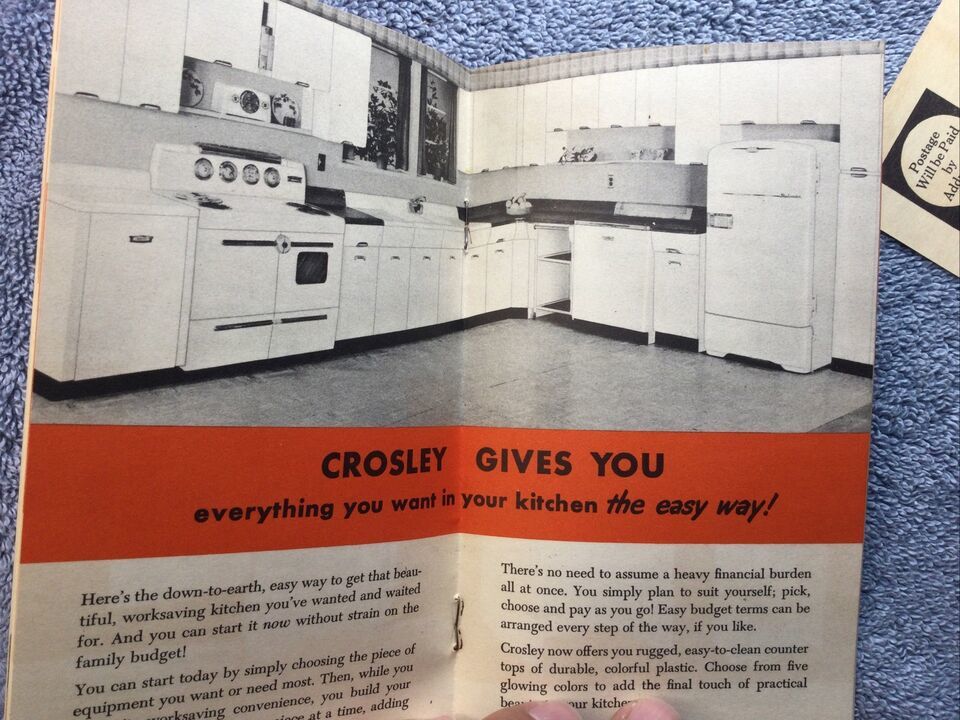 Postage
Will be Paid
by
CROSLEY GIVES YOU
everything you want in your kitchen the easy way!
Here's the down-to-earth, easy way to get that beau-
tiful, worksaving kitchen you've wanted and waited
for. And you can start it now without strain on the
family budget!
You can start today by simply choosing the piece of
equipment you want or need most. Then, while you
worksaving convenience, you build your
at a time, adding
There's no need to assume a heavy financial burden
all at once. You simply plan to suit yourself; pick,
choose and pay as you go! Easy budget terms can be
arranged every step of the way, if you like.
Crosley now offers you rugged, easy-to-clean counter
tops of durable, colorful plastic. Choose from five
glowing colors to add the final touch of practical